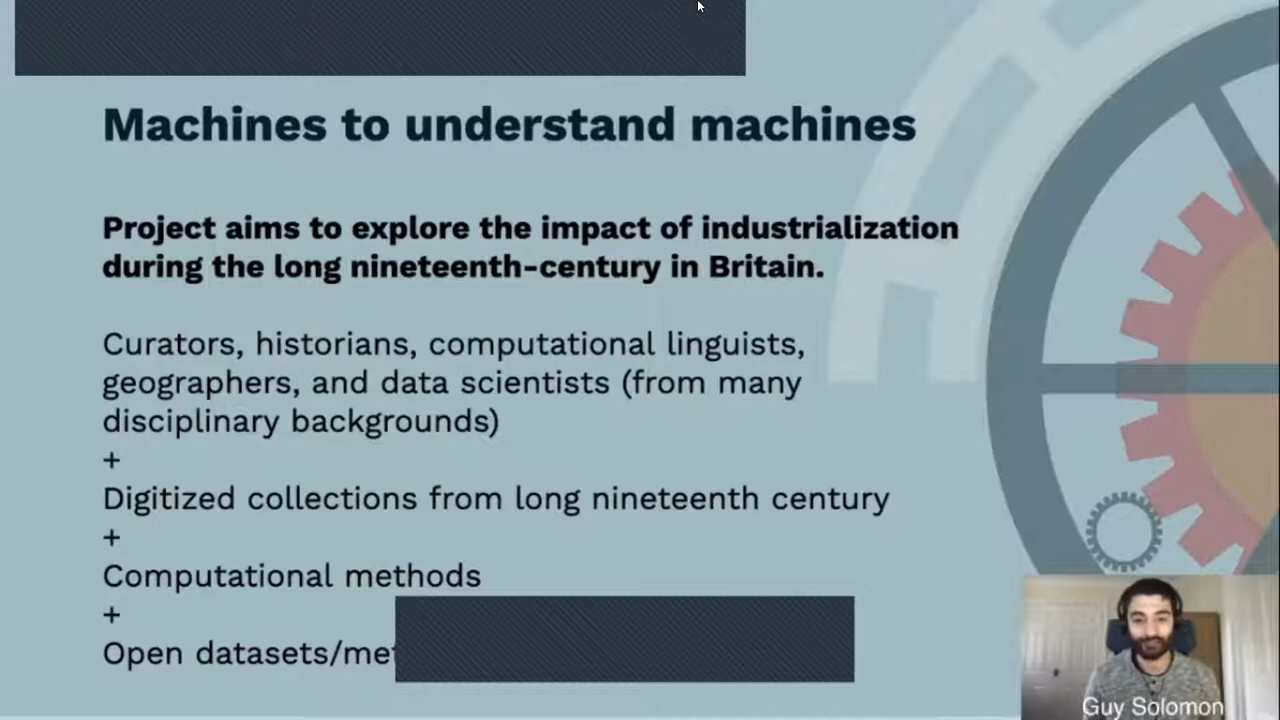 Machines to understand machines
Project aims to explore the impact of industrialization
during the long nineteenth-century in Britain.
Curators, historians, computational linguists,
geographers, and data scientists (from many
disciplinary backgrounds)
+
Digitized collections from long nineteenth century
+
Computational methods
+
Open
Guy Solomon